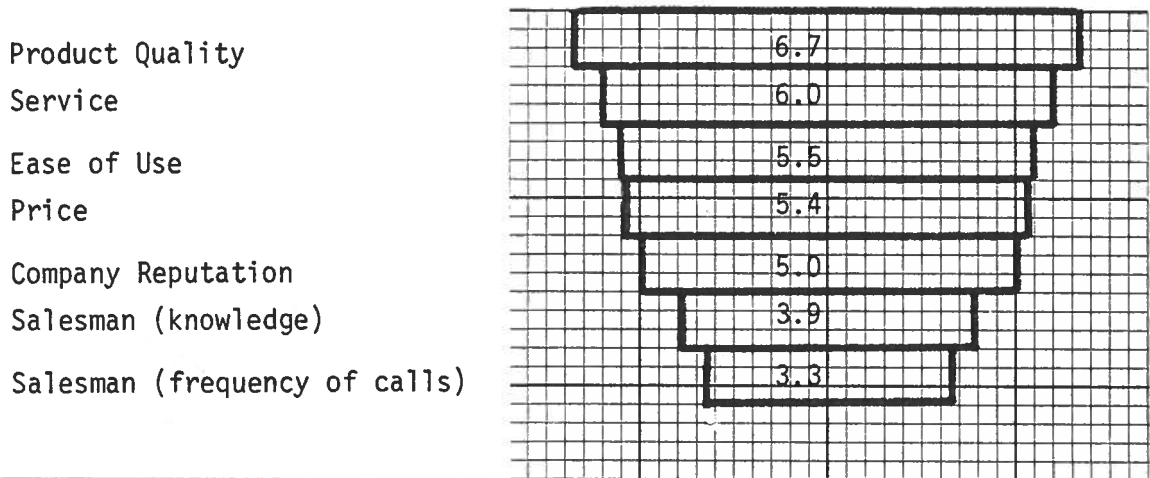 Product Quality 6.7
Service 6.0
Ease of Use 5.5
Price 5.4
Company Reputation 5.0
Salesman (knowledge) 3.9
Salesman (frequency of calls) 3.3